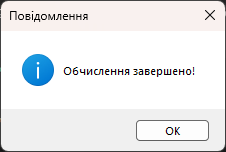 Повідомлення
Обчислення завершено!
OK